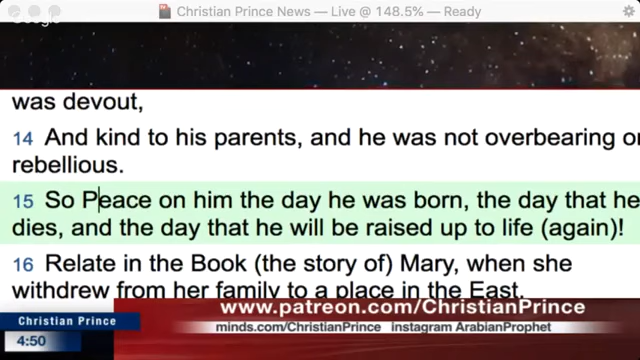 Christian Prince News — Live @ 148.5% — Ready
was devout,
14 And kind to his parents, and he was not overbearing or
rebellious.
15 So Peace on him the day he was born, the day that he
dies, and the day that he will be raised up to life (again)!
16 Relate in the Book (the story of) Mary, when she
withdrew from her family to a place in the East.
www.patreon.com/ChristianPrince
Christian Prince
minds.com/ChristianPrince instagram ArabianProphet
4:50